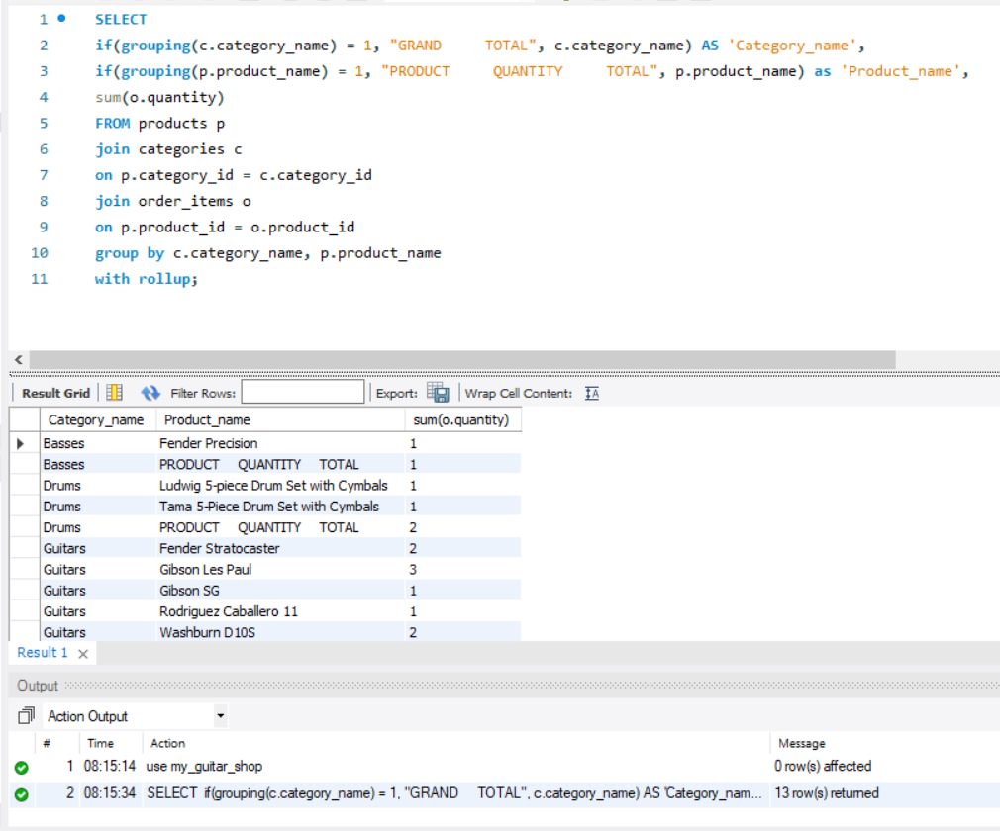 1 SELECT
2 if(grouping(c.category_name) = 1, "GRAND      TOTAL", c.category_name) AS 'Category_name',
3 if(grouping(p.product_name) = 1, "PRODUCT      QUANTITY      TOTAL", p.product_name) as 'Product_name',
4 sum(o.quantity)
5 FROM products p
6 join categories c
7 on p.category_id = c.category_id
8 join order_items o
9 on p.product_id = o.product_id
10 group by c.category_name, p.product_name
11 with rollup;
Result Grid Filter Rows: Export: Wrap Cell Content: IA
Category_name Product_name sum(o.quantity)
Basses Fender Precision 1
Basses PRODUCT      QUANTITY      TOTAL 1
Drums Ludwig 5-piece Drum Set with Cymbals 1
Drums Tama 5-Piece Drum Set with Cymbals 1
Drums PRODUCT      QUANTITY      TOTAL 2
Guitars Fender Stratocaster 2
Guitars Gibson Les Paul 3
Guitars Gibson SG 1
Guitars Rodriguez Caballero 11 1
Guitars Washburn D10S 2
Result 1
Output
Action Output
# Time Action Message
1 08:15:14 use my_guitar_shop 0 row(s) affected
2 08:15:34 SELECT if(grouping(c.category_name) = 1, "GRAND      TOTAL", c.category_name) AS 'Category_nam... 13 row(s) returned